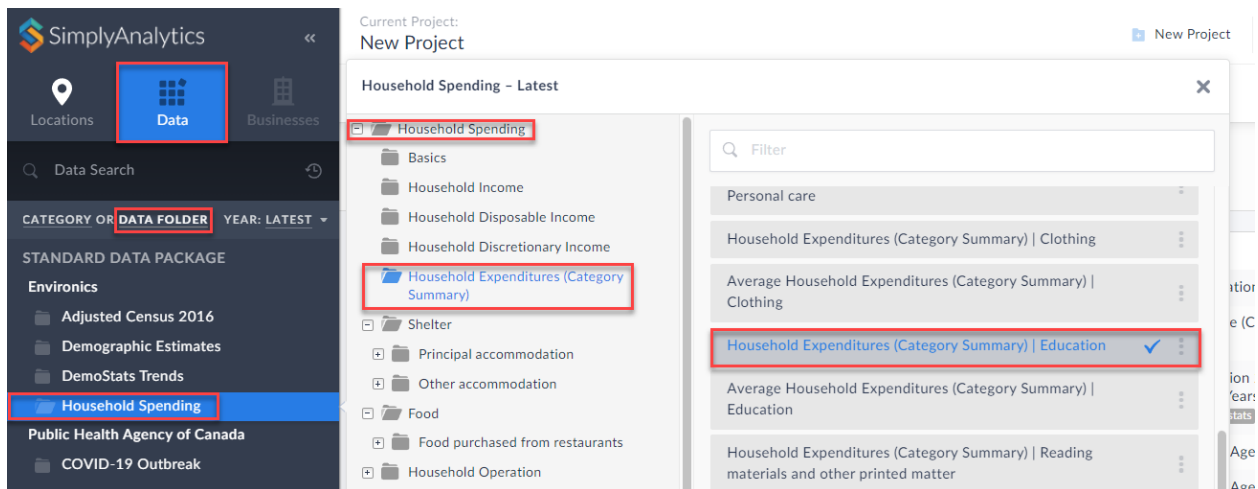 SimplyAnalytics
«
Locations
Data
Businesses
Data Search
CATEGORY OR DATA FOLDER YEAR: LATEST
STANDARD DATA PACKAGE
Environics
Adjusted Census 2016
Demographic Estimates
DemoStats Trends
Household Spending
Public Health Agency of Canada
COVID-19 Outbreak
Current Project:
New Project
New Project
Household Spending – Latest
Household Spending
Basics
Household Income
Household Disposable Income
Household Discretionary Income
Household Expenditures (Category
Summary)
Shelter
Principal accommodation
Other accommodation
Food
Food purchased from restaurants
Household Operation
Filter
Personal care
Household Expenditures (Category Summary) | Clothing
Average Household Expenditures (Category Summary) |
Clothing
Household Expenditures (Category Summary) | Education
Average Household Expenditures (Category Summary) |
Education
Household Expenditures (Category Summary) | Reading
materials and other printed matter
e (C
ion
Years
stats
Age
Age